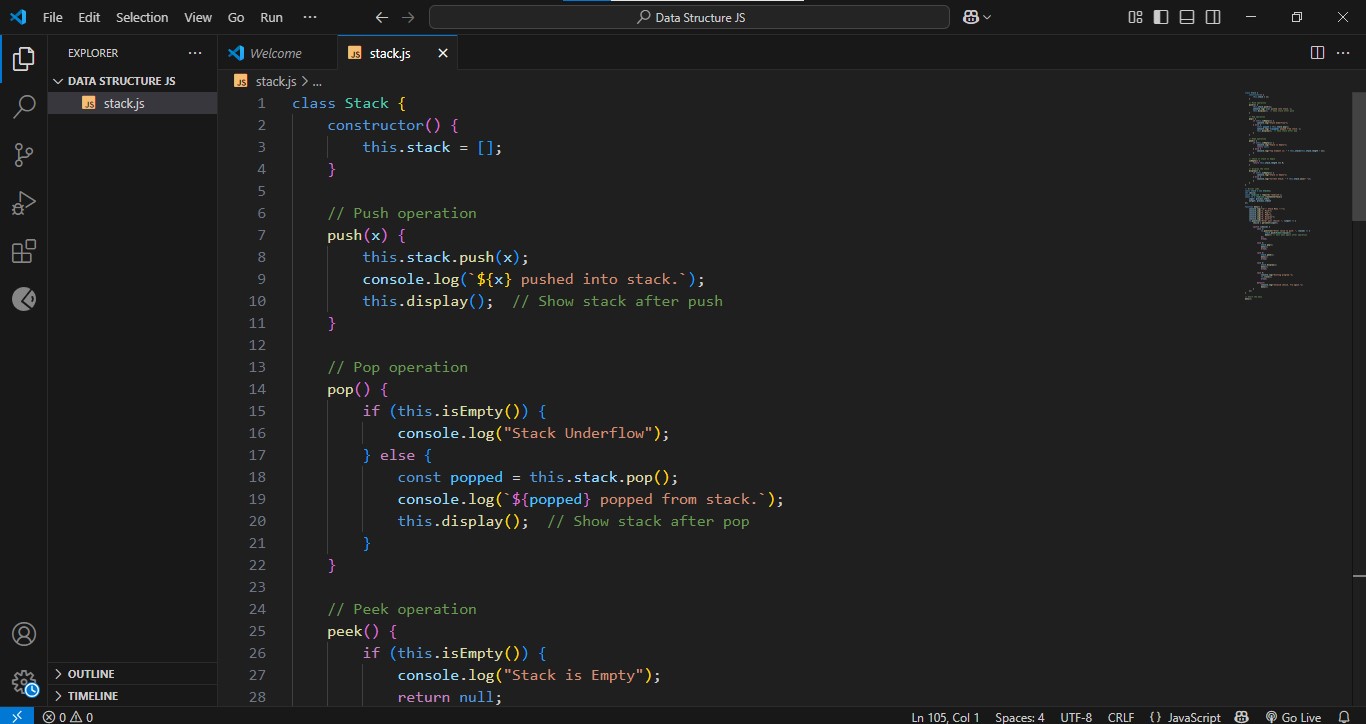 File Edit Selection View Go Run ··· Data Structure JS
EXPLORER ···
Welcome
stack.js
DATA STRUCTURE JS
JS stack.js
JS stack.js > ...
1 class Stack {
2     constructor() {
3         this.stack = [];
4     }
5
6     // Push operation
7     push(x) {
8         this.stack.push(x);
9         console.log(`${x} pushed into stack.`);
10         this.display();  // Show stack after push
11     }
12
13     // Pop operation
14     pop() {
15         if (this.isEmpty()) {
16             console.log("Stack Underflow");
17         } else {
18             const popped = this.stack.pop();
19             console.log(`${popped} popped from stack.`);
20             this.display();  // Show stack after pop
21         }
22     }
23
24     // Peek operation
25     peek() {
26         if (this.isEmpty()) {
27             console.log("Stack is Empty");
28             return null;
OUTLINE
TIMELINE
0 0 Ln 105, Col 1 Spaces: 4 UTF-8 CRLF {} JavaScript Go Live